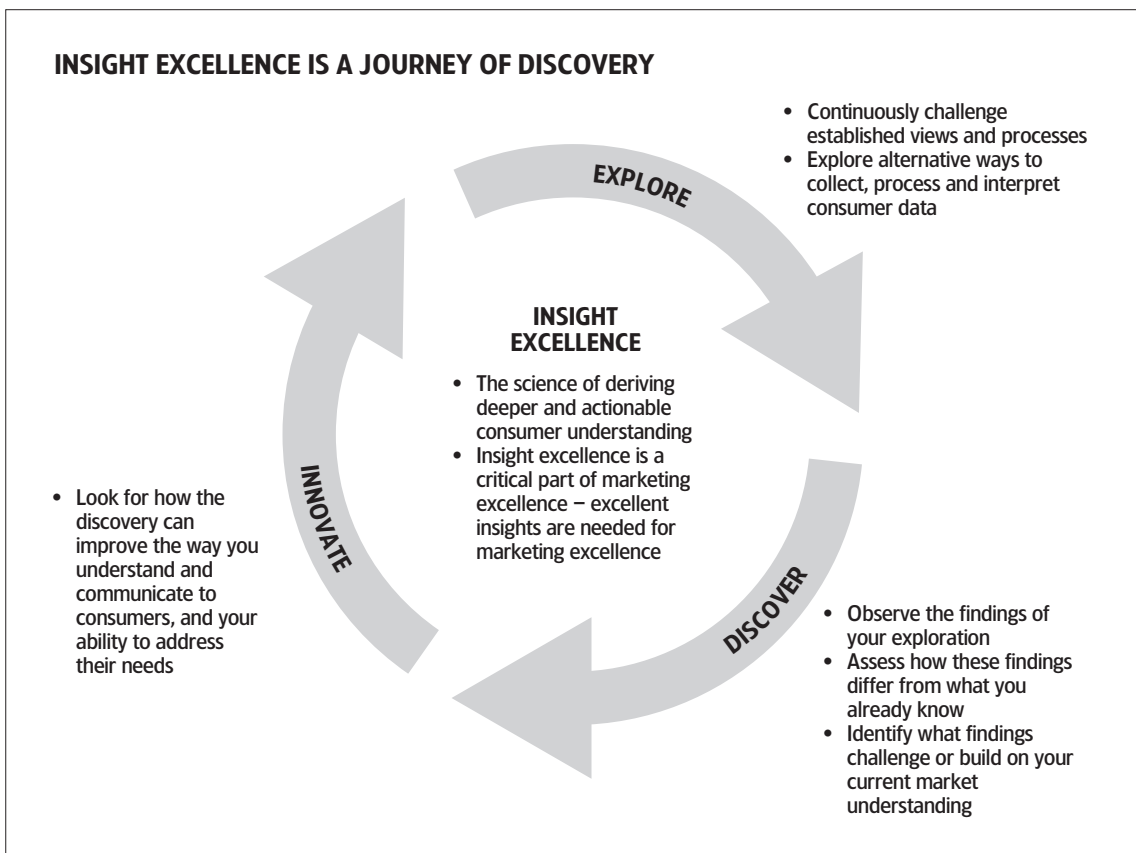 INSIGHT EXCELLENCE IS A JOURNEY OF DISCOVERY
EXPLORE
• Continuously challenge
established views and processes
• Explore alternative ways to
collect, process and interpret
consumer data
INSIGHT
EXCELLENCE
• The science of deriving
deeper and actionable
consumer understanding
• Insight excellence is a
critical part of marketing
excellence – excellent
insights are needed for
marketing excellence
DISCOVER
• Observe the findings of
your exploration
• Assess how these findings
differ from what you
already know
• Identify what findings
challenge or build on your
current market
understanding
INNOVATE
• Look for how the
discovery can
improve the way you
understand and
communicate to
consumers, and your
ability to address
their needs